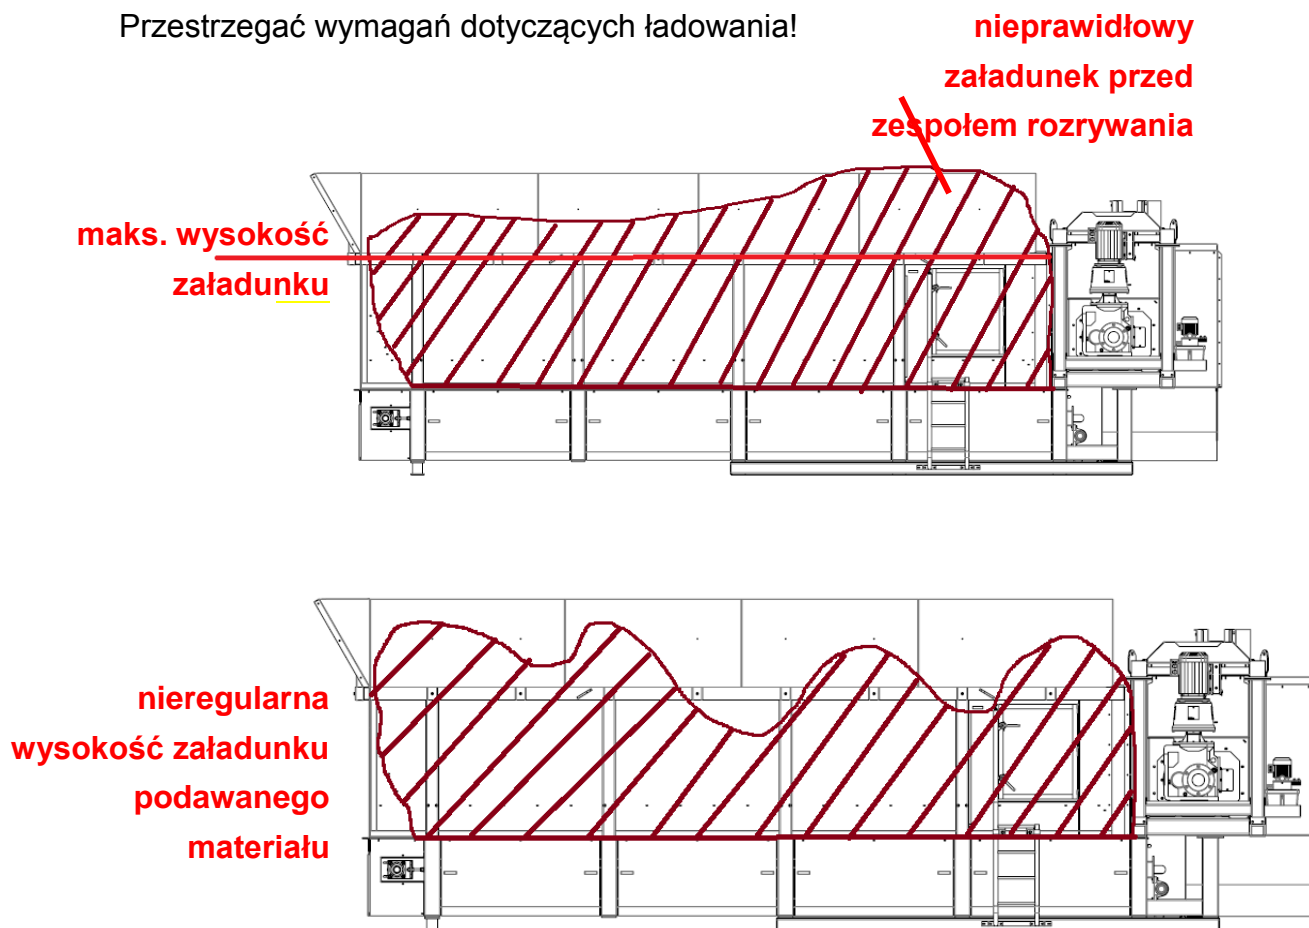 Przestrzegać wymagań dotyczących ładowania!
nieprawidłowy
załadunek przed
zespołem rozrywania
maks. wysokość
załadunku
nieregularna
wysokość załadunku
podawanego
materiału